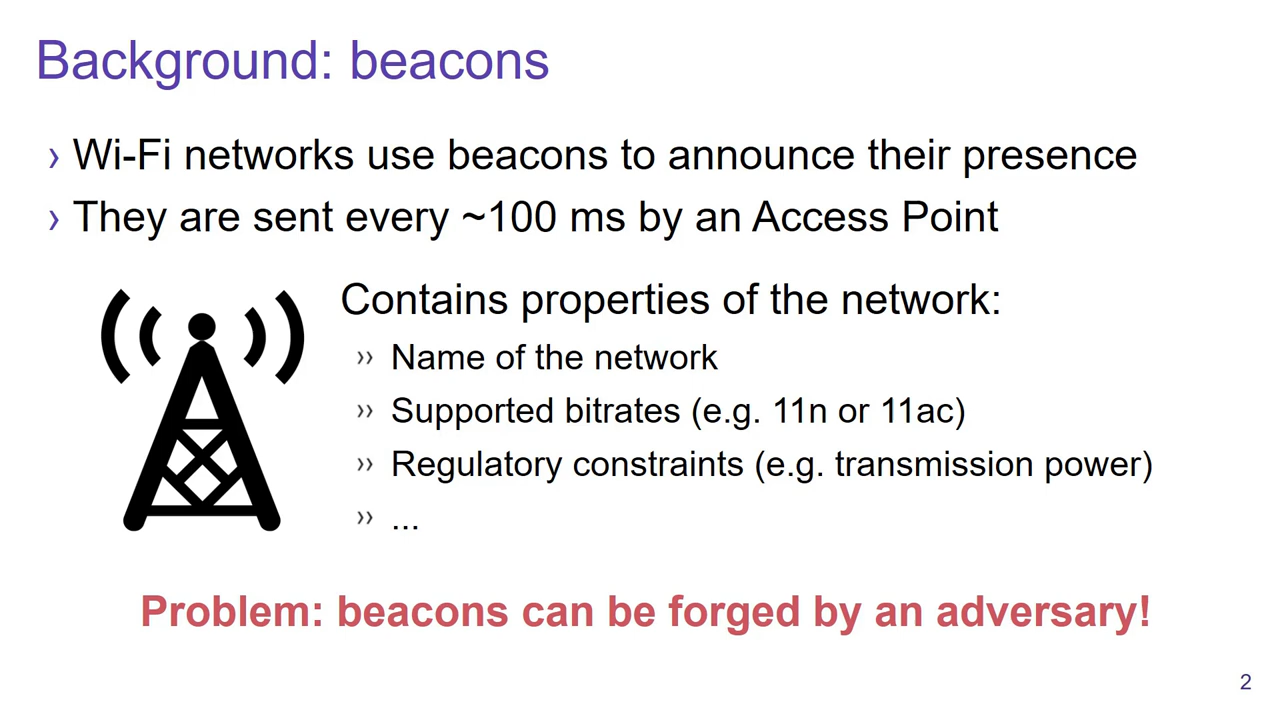 Background: beacons
› Wi-Fi networks use beacons to announce their presence
› They are sent every ~100 ms by an Access Point
Contains properties of the network:
›› Name of the network
›› Supported bitrates (e.g. 11n or 11ac)
›› Regulatory constraints (e.g. transmission power)
›› ...
Problem: beacons can be forged by an adversary!
2